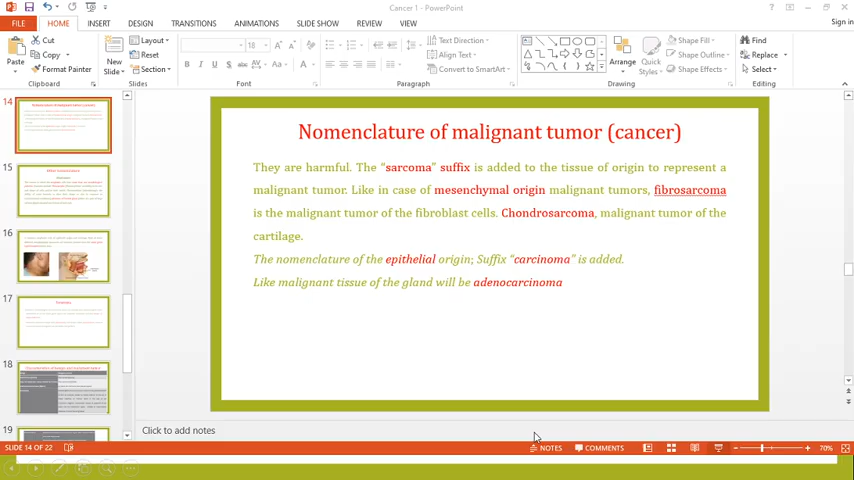 Cancer 1 - PowerPoint
Sign in
FILE HOME INSERT DESIGN TRANSITIONS ANIMATIONS SLIDE SHOW REVIEW VIEW
Cut
Copy
Format Painter
Paste
Clipboard
New
Slide
Layout
Reset
Section
Slides
18
B I U S abc AV Aa A
Font
Text Direction
Align Text
Convert to SmartArt
Paragraph
Arrange
Quick
Styles
Shape Fill
Shape Outline
Shape Effects
Drawing
Find
Replace
Select
Editing
14
15
16
17
18
19
Nomenclature of malignant tumor (cancer)
They are harmful. The “sarcoma” suffix is added to the tissue of origin to represent a
malignant tumor. Like in case of mesenchymal origin malignant tumors, fibrosarcoma
is the malignant tumor of the fibroblast cells. Chondrosarcoma, malignant tumor of the
cartilage.
The nomenclature of the epithelial origin; Suffix “carcinoma” is added.
Like malignant tissue of the gland will be adenocarcinoma
Click to add notes
SLIDE 14 OF 22
NOTES
COMMENTS
70%